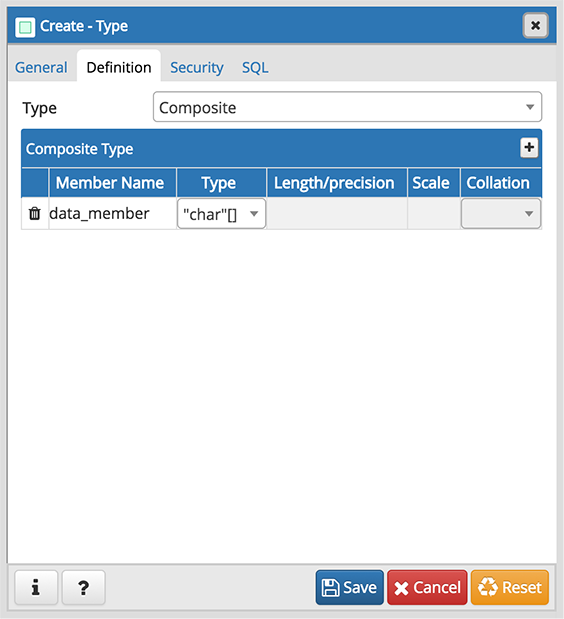 Create - Type
General Definition Security SQL
Type Composite
Composite Type
Member Name Type Length/precision Scale Collation
data_member "char"[]
i ? Save Cancel Reset